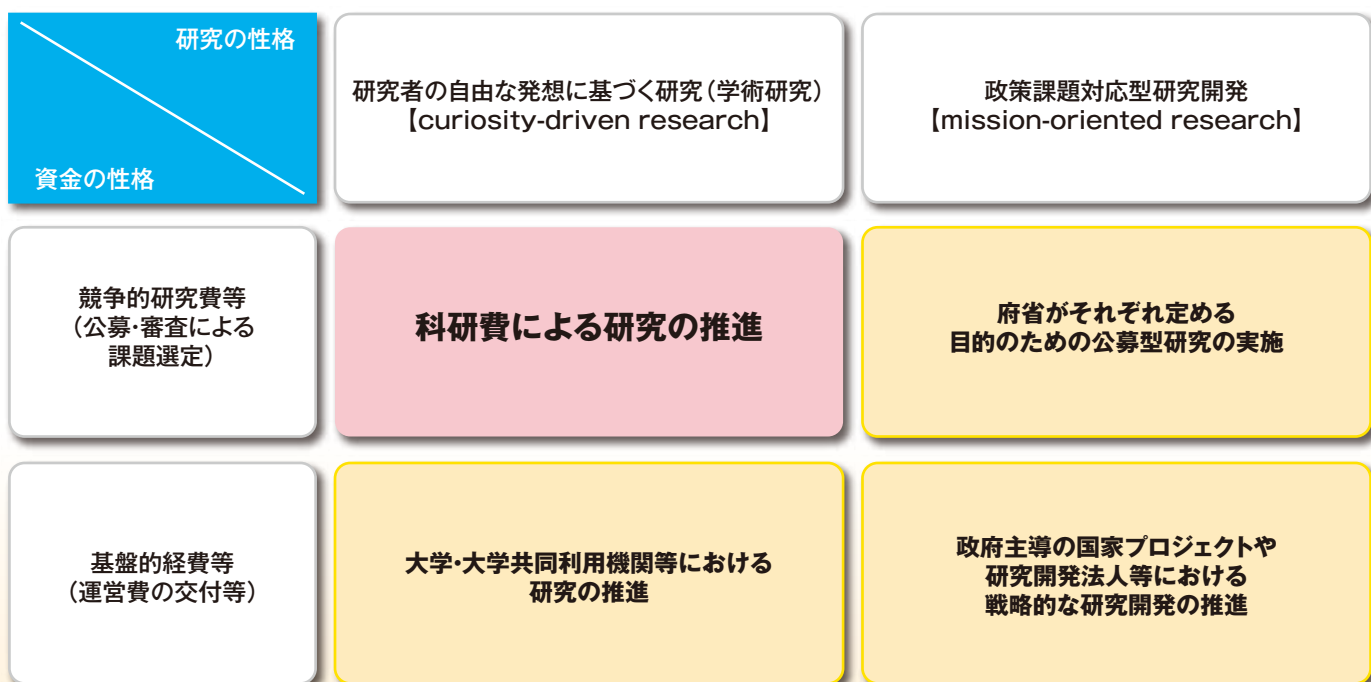 研究の性格
資金の性格
研究者の自由な発想に基づく研究（学術研究）
【curiosity-driven research】
政策課題対応型研究開発
【mission-oriented research】
競争的研究費等
（公募・審査による
課題選定）
科研費による研究の推進
府省がそれぞれ定める
目的のための公募型研究の実施
基盤的経費等
（運営費の交付等）
大学・大学共同利用機関等における
研究の推進
政府主導の国家プロジェクトや
研究開発法人等における
戦略的な研究開発の推進